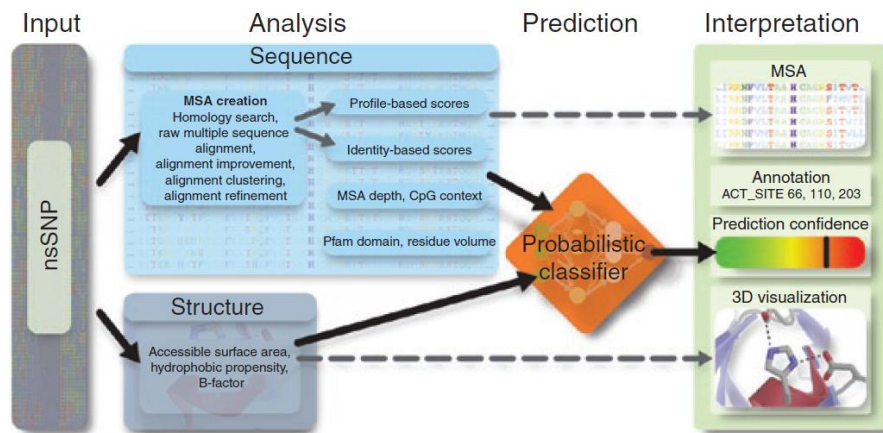 Input
Analysis
Prediction
Interpretation
nsSNP
Sequence
MSA creation
Homology search,
raw multiple sequence
alignment,
alignment improvement,
alignment clustering,
alignment refinement
Profile-based scores
Identity-based scores
MSA depth, CpG context
Pfam domain, residue volume
Structure
Accessible surface area,
hydrophobic propensity,
B-factor
Probabilistic
classifier
MSA
Annotation
ACT_SITE 66, 110, 203
Prediction confidence
3D visualization